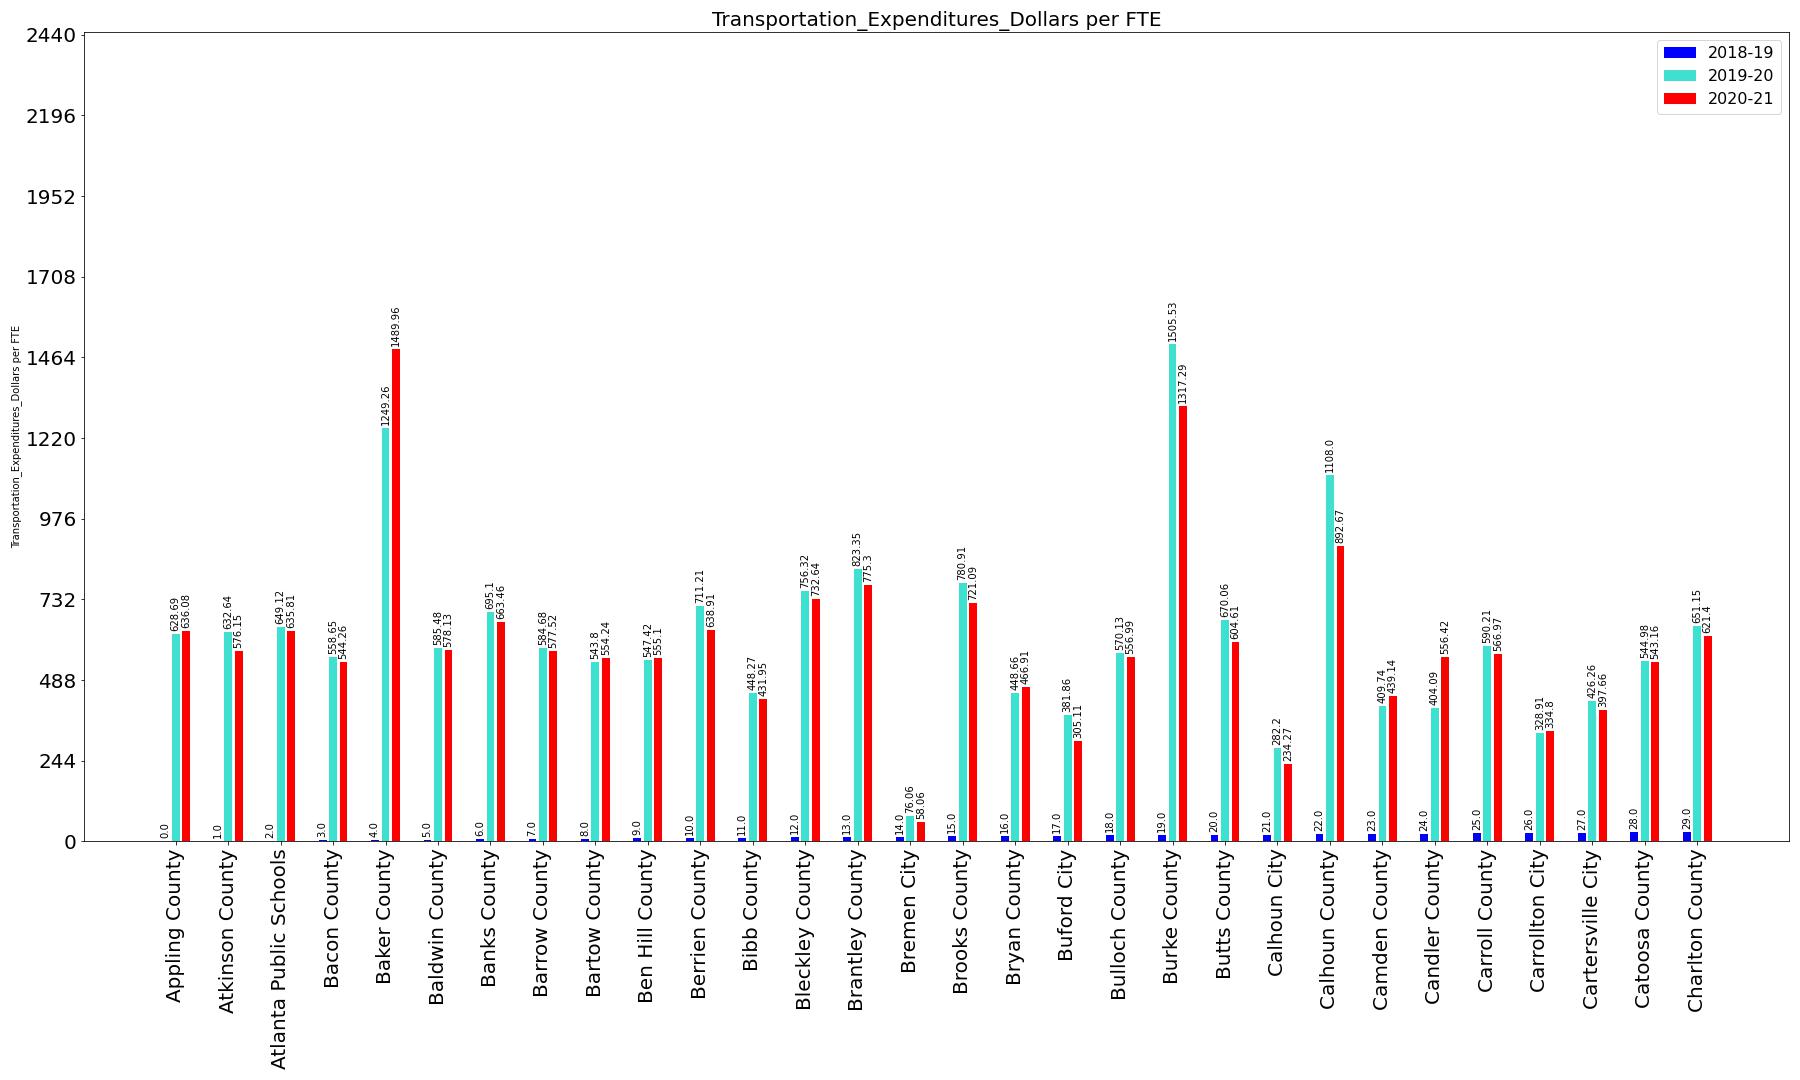 Transportation_Expenditures_Dollars per FTE
2440
2196
1952
1708
1464
1220
976
732
488
244
0
Transportation_Expenditures_Dollars per FTE
2018-19
2019-20
2020-21
0.0 628.69 636.08
1.0 632.64 576.15
2.0 649.12 635.81
3.0 558.65 544.26
4.0 1249.26 1489.96
5.0 585.48 578.13
6.0 695.1 663.46
7.0 584.68 577.52
8.0 543.8 554.24
9.0 547.42 555.1
10.0 711.21 638.91
11.0 448.27 431.95
12.0 756.32 732.64
13.0 823.35 775.3
14.0 76.06 58.06
15.0 780.91 721.09
16.0 448.66 466.91
17.0 381.86 305.11
18.0 570.13 556.99
19.0 1505.53 1317.29
20.0 670.06 604.61
21.0 282.2 234.27
22.0 1108.0 892.67
23.0 409.74 439.14
24.0 404.09 556.42
25.0 590.21 566.97
26.0 328.91 334.8
27.0 426.26 397.66
28.0 544.98 543.16
29.0 651.15 621.4
Appling County
Atkinson County
Atlanta Public Schools
Bacon County
Baker County
Baldwin County
Banks County
Barrow County
Bartow County
Ben Hill County
Berrien County
Bibb County
Bleckley County
Brantley County
Bremen City
Brooks County
Bryan County
Buford City
Bulloch County
Burke County
Butts County
Calhoun City
Calhoun County
Camden County
Candler County
Carroll County
Carrollton City
Cartersville City
Catoosa County
Charlton County